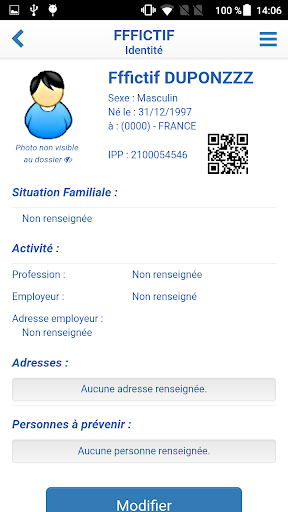 100 % 14:06
FFFICTIF
Identité
Fffictif DUPONZZZ
Sexe : Masculin
Né le : 31/12/1997
à : (0000) - FRANCE
Photo non visible
au dossier
IPP : 2100054546
Situation Familiale :
Non renseignée
Activité :
Profession : Non renseignée
Employeur : Non renseigné
Adresse employeur :
Non renseignée
Adresses :
Aucune adresse renseignée.
Personnes à prévenir :
Aucune personne renseignée.
Modifier